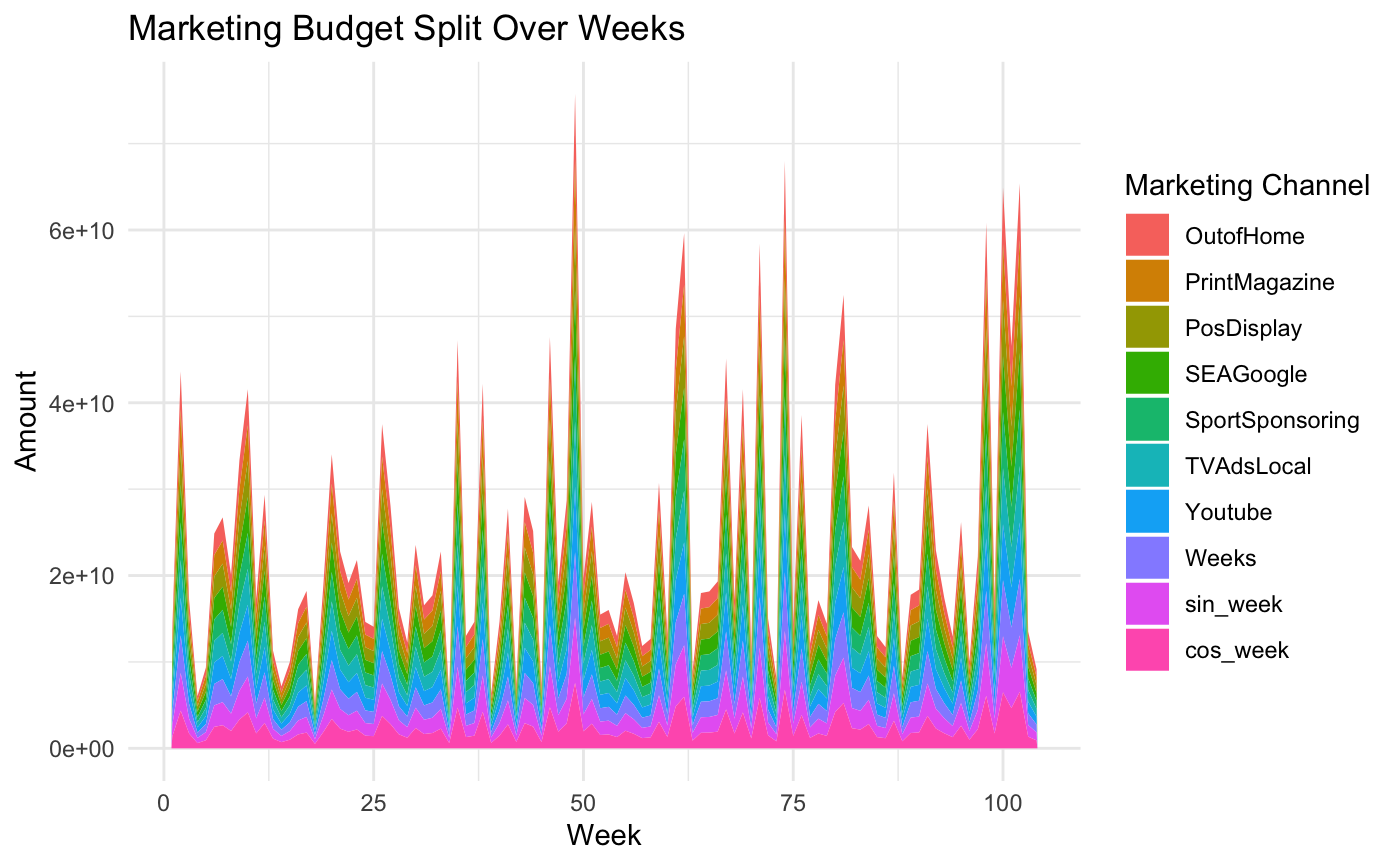 Marketing Budget Split Over Weeks
Amount
6e+10
4e+10
2e+10
0e+00
0
25
50
75
100
Week
Marketing Channel
OutofHome
PrintMagazine
PosDisplay
SEAGoogle
SportSponsoring
TVAdsLocal
Youtube
Weeks
sin_week
cos_week